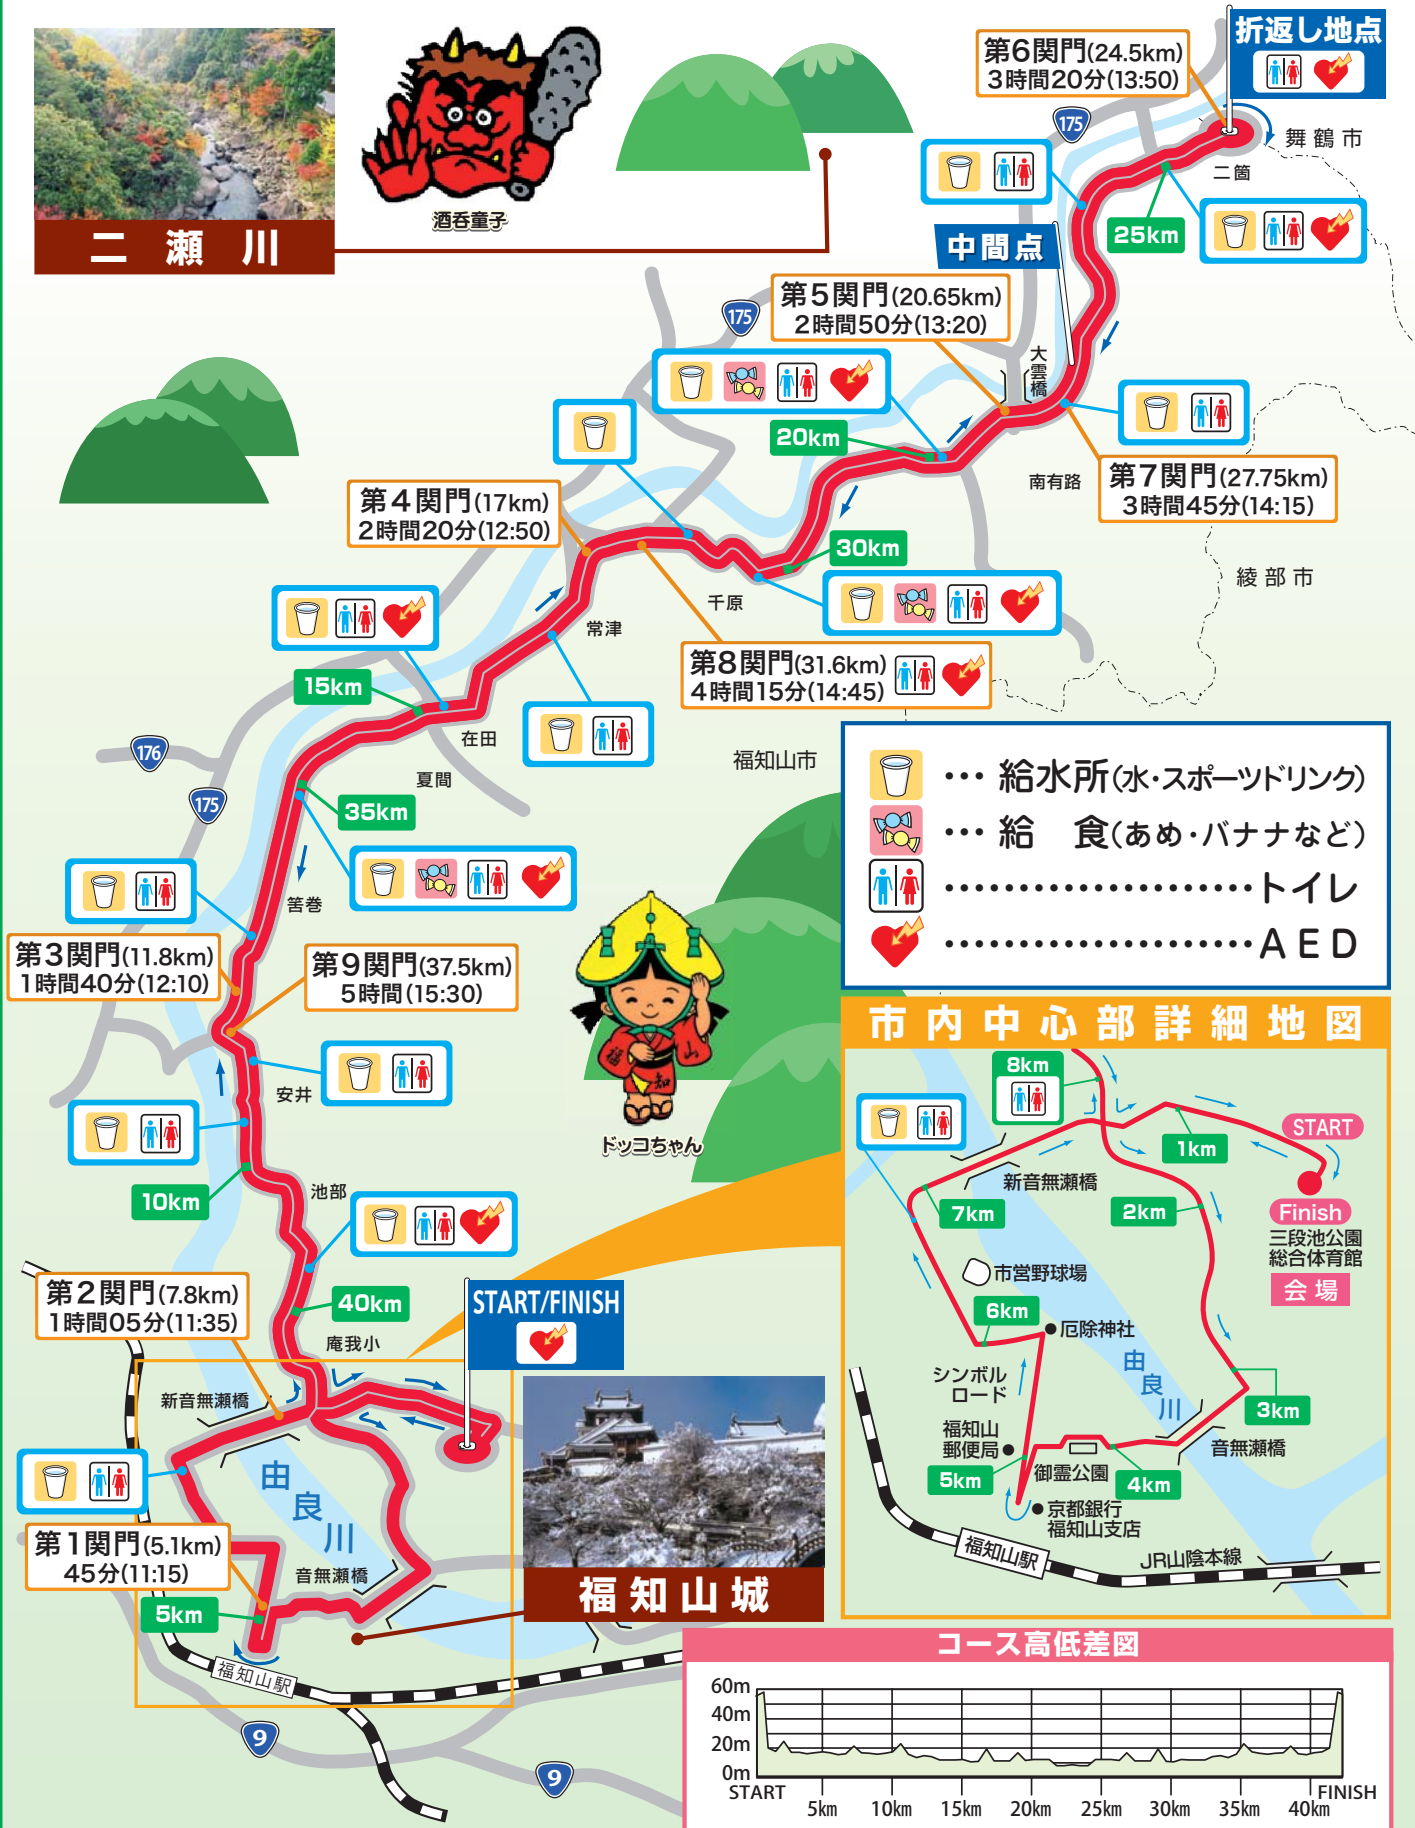 二瀬川
酒呑童子
第6関門(24.5km)
3時間20分(13:50)
折返し地点
175
舞鶴市
二箇
25km
中間点
第5関門(20.65km)
2時間50分(13:20)
175
大雲橋
20km
南有路
第7関門(27.75km)
3時間45分(14:15)
第4関門(17km)
2時間20分(12:50)
30km
綾部市
千原
常津
第8関門(31.6km)
4時間15分(14:45)
15km
在田
夏間
福知山市
176
175
35km
筈巻
第3関門(11.8km)
1時間40分(12:10)
第9関門(37.5km)
5時間(15:30)
安井
10km
池部
福
知
山
ドッコちゃん
… 給水所(水・スポーツドリンク)
… 給 食(あめ・バナナなど)
…………………トイレ
…………………AED
第2関門(7.8km)
1時間05分(11:35)
40km
庵我小
START/FINISH
新音無瀬橋
由良川
音無瀬橋
第1関門(5.1km)
45分(11:15)
5km
福知山駅
福知山城
9
9
市内中心部詳細地図
8km
START
1km
新音無瀬橋
7km
2km
Finish
三段池公園
総合体育館
会場
市営野球場
6km
厄除神社
シンボル
ロード
由良川
3km
福知山
郵便局
音無瀬橋
5km
御霊公園
4km
京都銀行
福知山支店
福知山駅
JR山陰本線
コース高低差図
60m
40m
20m
0m
START
5km
10km
15km
20km
25km
30km
35km
40km
FINISH